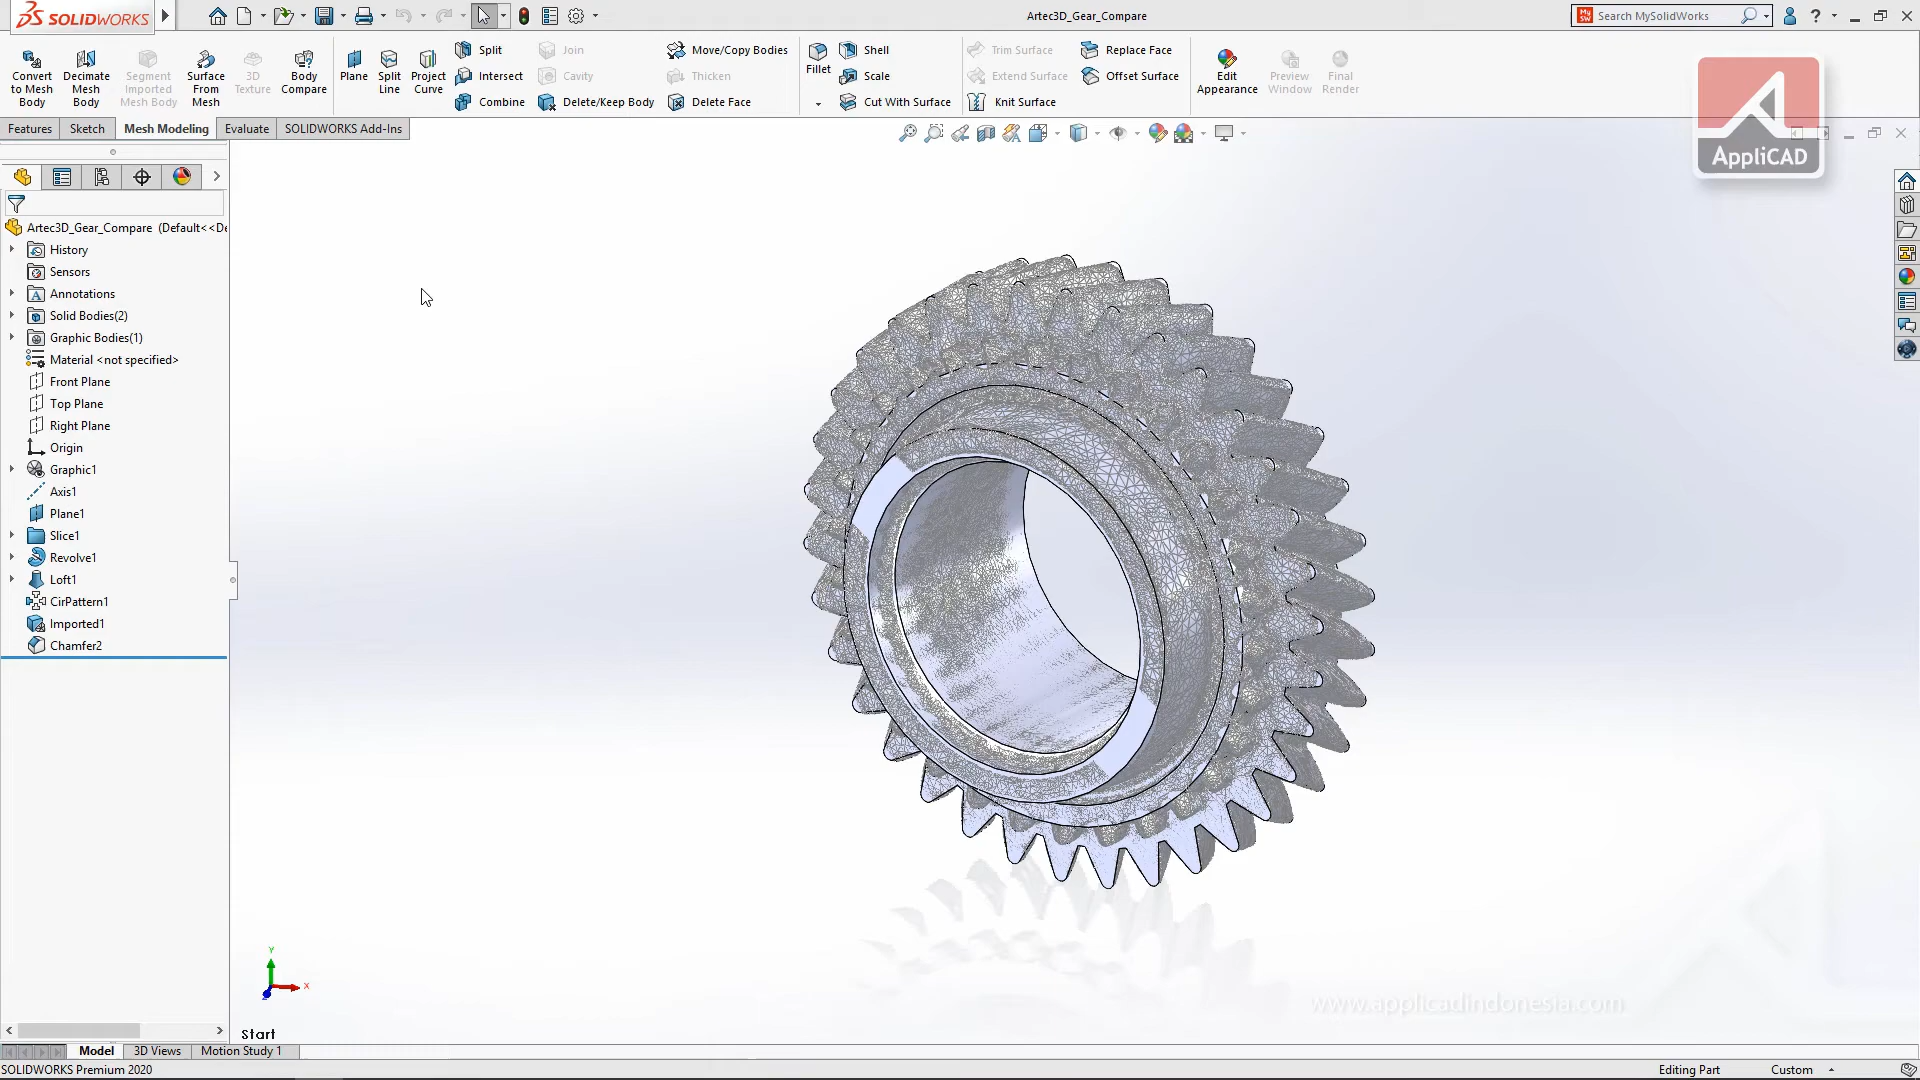 SOLIDWORKS
Artec3D_Gear_Compare
Search MySolidWorks
Convert to Mesh Body
Decimate Mesh Body
Segment Imported Mesh Body
Surface From Mesh
3D Texture
Body Compare
Plane
Split Line
Project Curve
Split
Intersect
Combine
Join
Cavity
Delete/Keep Body
Move/Copy Bodies
Thicken
Delete Face
Fillet
Shell
Scale
Cut With Surface
Trim Surface
Extend Surface
Knit Surface
Replace Face
Offset Surface
Edit Appearance
Preview Window
Final Render
AppliCAD
Features
Sketch
Mesh Modeling
Evaluate
SOLIDWORKS Add-Ins
Artec3D_Gear_Compare (Default<<De
History
Sensors
Annotations
Solid Bodies(2)
Graphic Bodies(1)
Material <not specified>
Front Plane
Top Plane
Right Plane
Origin
Graphic1
Axis1
Plane1
Slice1
Revolve1
Loft1
CirPattern1
Imported1
Chamfer2
Y
X
Z
www.applicadindonesia.com
Start
Model
3D Views
Motion Study 1
SOLIDWORKS Premium 2020
Editing Part
Custom